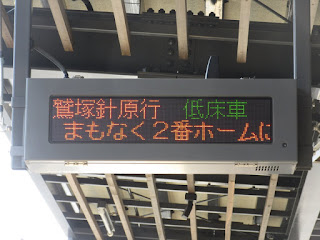 鷲塚針原行 低床車
まもなく2番ホームに